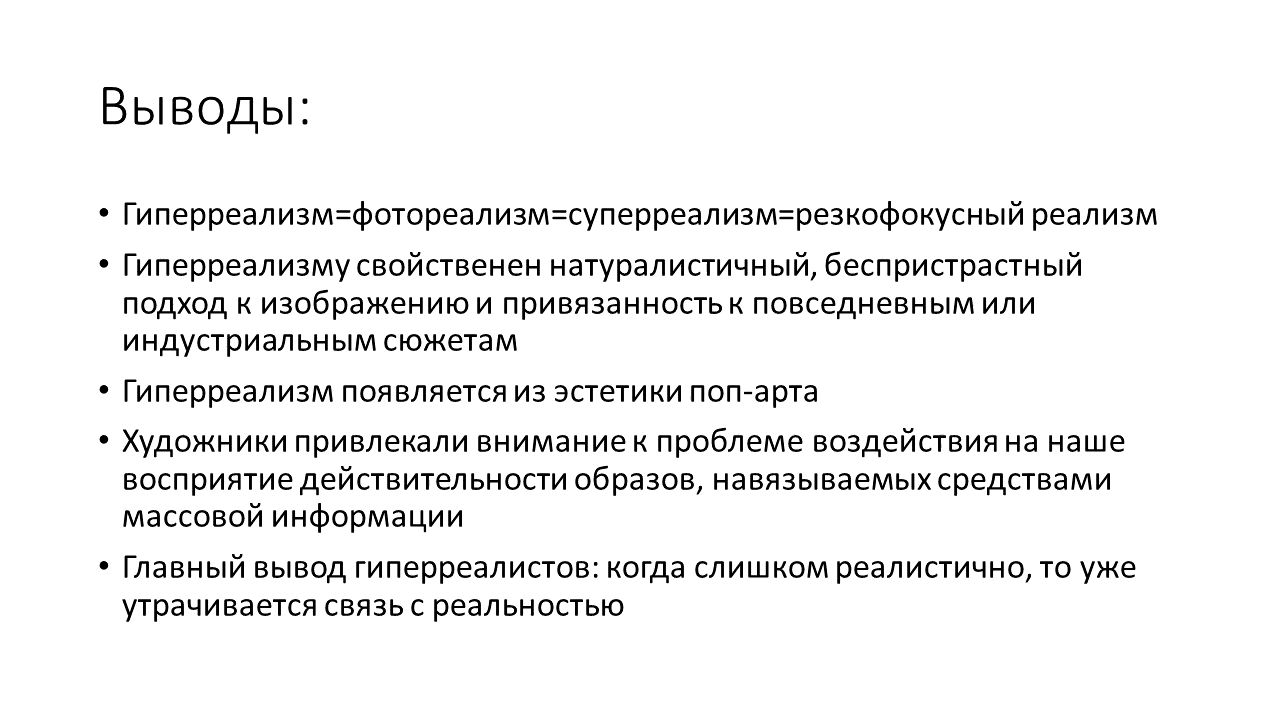 Выводы:
• Гиперреализм=фотореализм=суперреализм=резкофокусный реализм
• Гиперреализму свойственен натуралистичный, беспристрастный
подход к изображению и привязанность к повседневным или
индустриальным сюжетам
• Гиперреализм появляется из эстетики поп-арта
• Художники привлекали внимание к проблеме воздействия на наше
восприятие действительности образов, навязываемых средствами
массовой информации
• Главный вывод гиперреалистов: когда слишком реалистично, то уже
утрачивается связь с реальностью